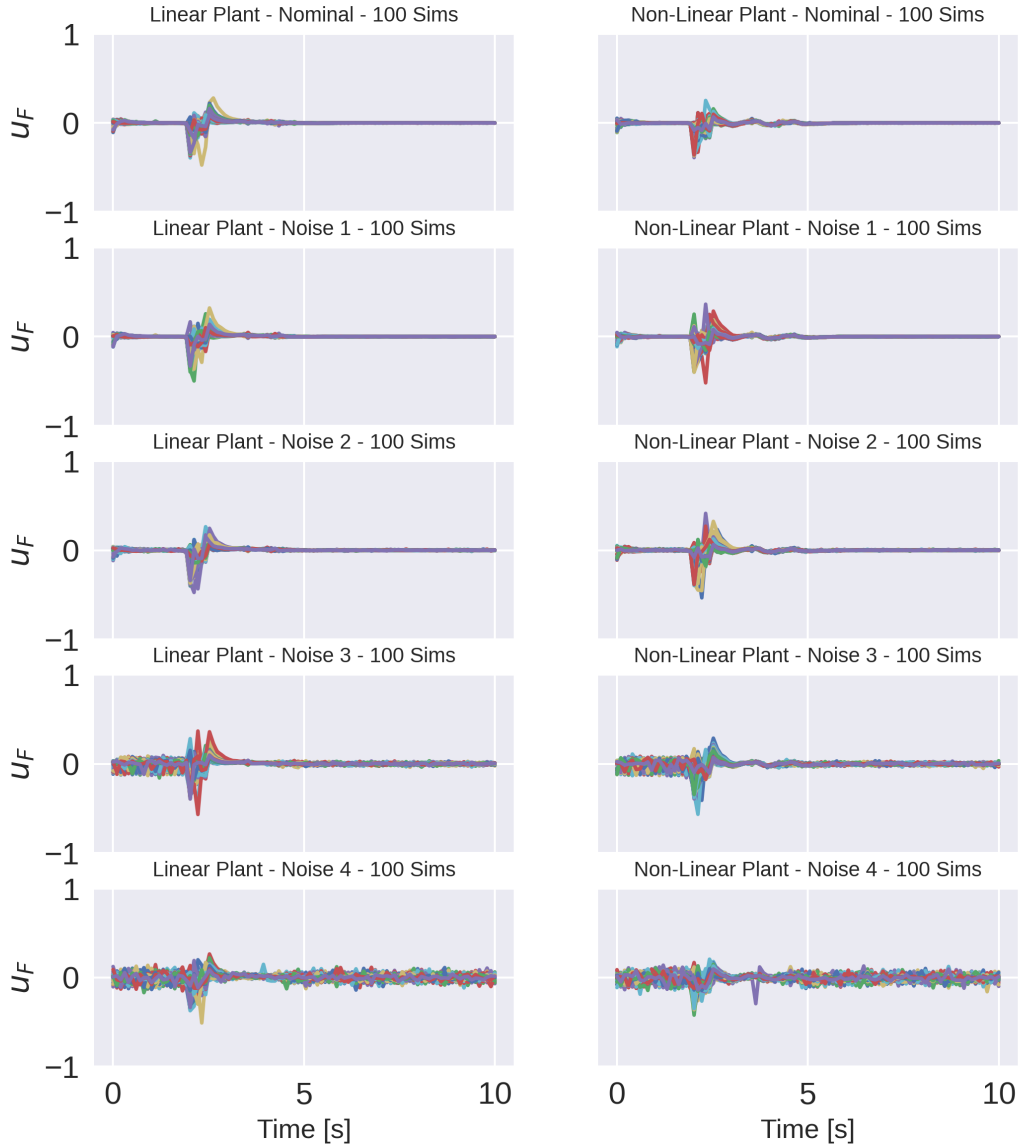 Linear Plant - Nominal - 100 Sims
Non-Linear Plant - Nominal - 100 Sims
1
0
−1
u_F
Linear Plant - Noise 1 - 100 Sims
Non-Linear Plant - Noise 1 - 100 Sims
1
0
−1
u_F
Linear Plant - Noise 2 - 100 Sims
Non-Linear Plant - Noise 2 - 100 Sims
1
0
−1
u_F
Linear Plant - Noise 3 - 100 Sims
Non-Linear Plant - Noise 3 - 100 Sims
1
0
−1
u_F
Linear Plant - Noise 4 - 100 Sims
Non-Linear Plant - Noise 4 - 100 Sims
1
0
−1
u_F
0 5 10
0 5 10
Time [s]
Time [s]